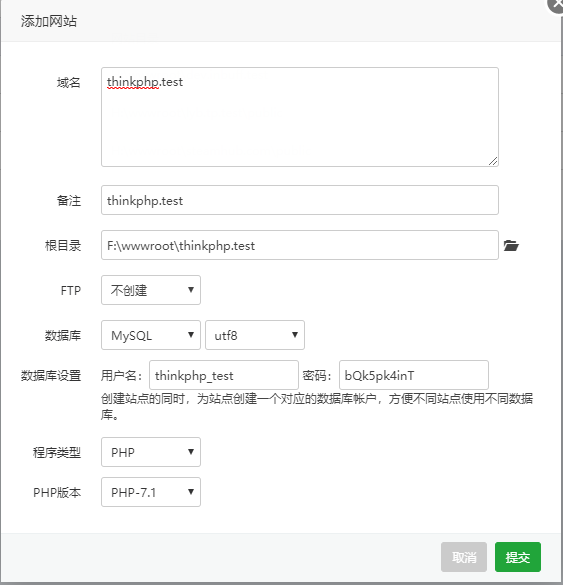 添加网站
域名 thinkphp.test
备注 thinkphp.test
根目录 F:\wwwroot\thinkphp.test
FTP 不创建
数据库 MySQL utf8
数据库设置 用户名： thinkphp_test 密码： bQk5pk4inT
创建站点的同时，为站点创建一个对应的数据库帐户，方便不同站点使用不同数据
库。
程序类型 PHP
PHP版本 PHP-7.1
取消 提交